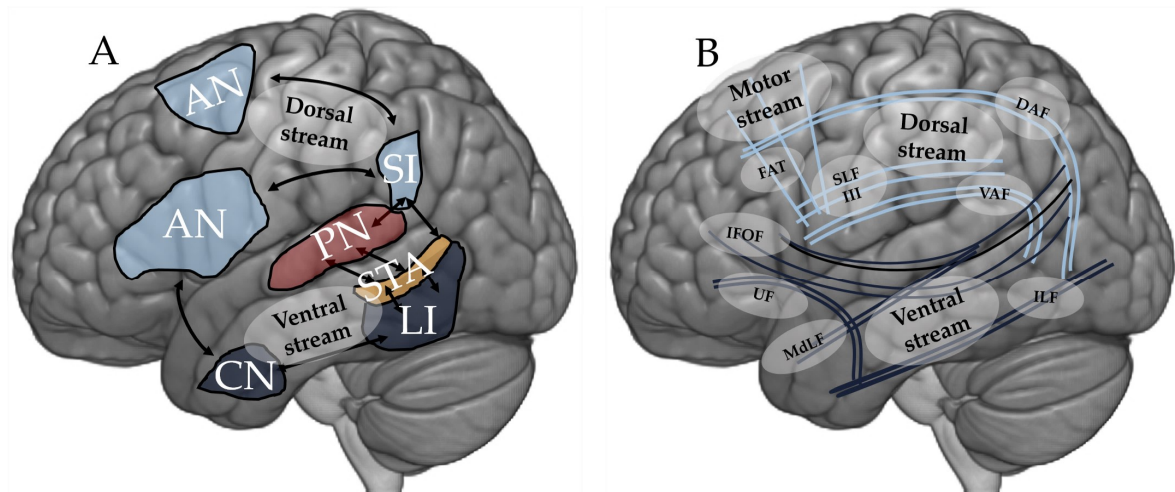 A
AN
Dorsal
stream
SI
AN
PN
STA
Ventral
stream
LI
CN
B
Motor
stream
DAF
Dorsal
stream
FAT
SLF
III
VAF
IFOF
UF
ILF
Ventral
stream
MdLF